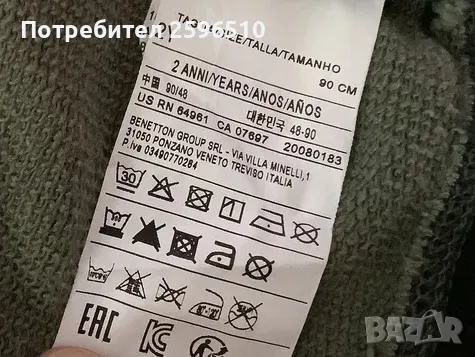 Потребител 2596510
TAGLIA/SIZE/TALLA/TAMANHO
90 CM
2 ANNI/YEARS/ANOS/AÑOS
中国 90/48
대한민국 48-90
US RN 64961 CA 07697 20080183
BENETTON GROUP SRL - VIA VILLA MINELLI,1
31050 PONZANO VENETO TREVISO ITALIA
P.iva 03490770264
30
EAC
BAZAR